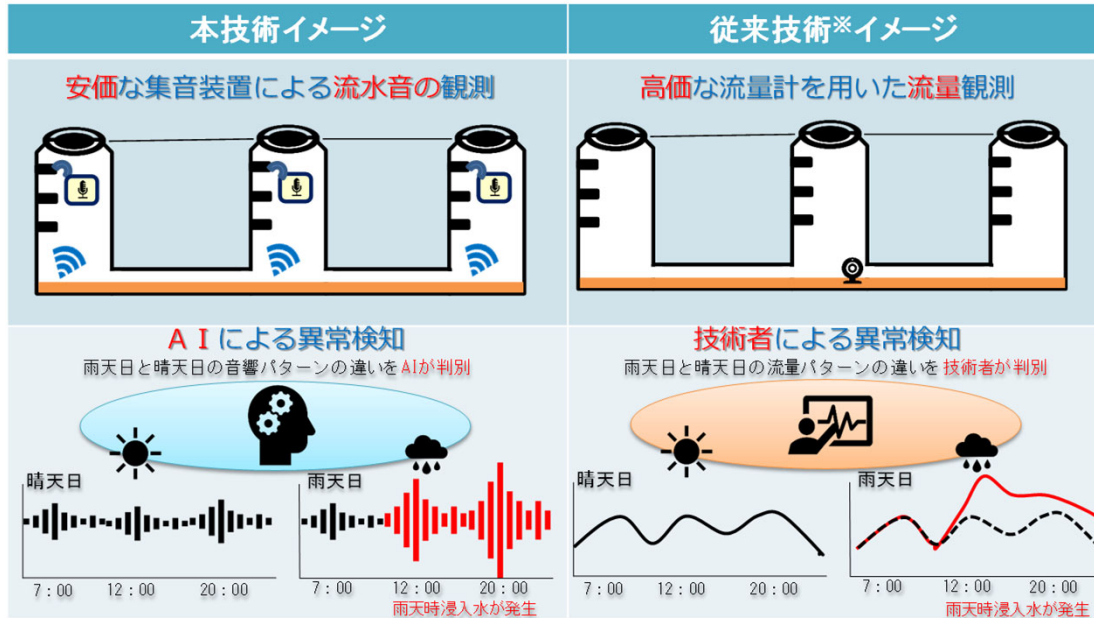 本技術イメージ
従来技術※イメージ
安価な集音装置による流水音の観測
高価な流量計を用いた流量観測
AIによる異常検知
雨天日と晴天日の音響パターンの違いをAIが判別
晴天日
雨天日
7:00 12:00 20:00
7:00 12:00 20:00
雨天時浸入水が発生
技術者による異常検知
雨天日と晴天日の流量パターンの違いを技術者が判別
晴天日
雨天日
7:00 12:00 20:00
7:00 12:00 20:00
雨天時浸入水が発生